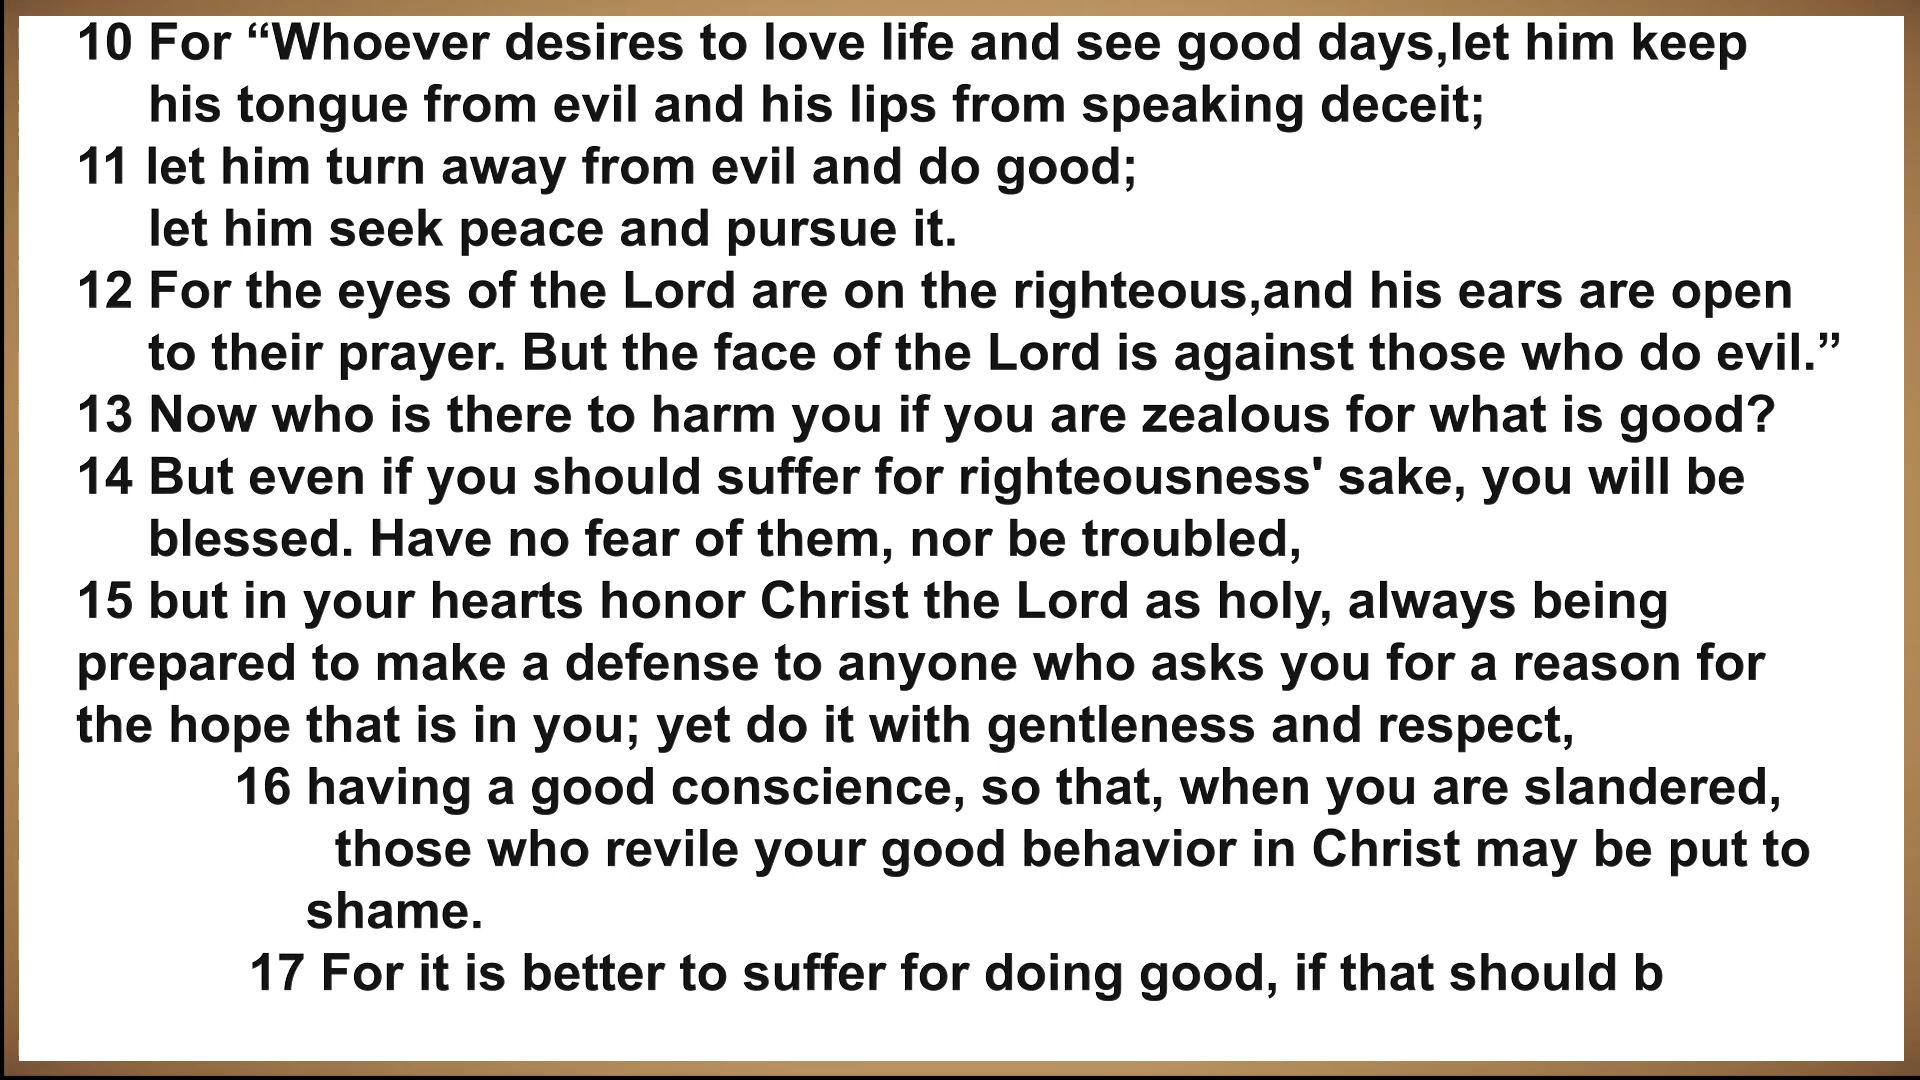 10 For “Whoever desires to love life and see good days,let him keep
his tongue from evil and his lips from speaking deceit;
11 let him turn away from evil and do good;
let him seek peace and pursue it.
12 For the eyes of the Lord are on the righteous,and his ears are open
to their prayer. But the face of the Lord is against those who do evil.”
13 Now who is there to harm you if you are zealous for what is good?
14 But even if you should suffer for righteousness' sake, you will be
blessed. Have no fear of them, nor be troubled,
15 but in your hearts honor Christ the Lord as holy, always being
prepared to make a defense to anyone who asks you for a reason for
the hope that is in you; yet do it with gentleness and respect,
16 having a good conscience, so that, when you are slandered,
those who revile your good behavior in Christ may be put to
shame.
17 For it is better to suffer for doing good, if that should b